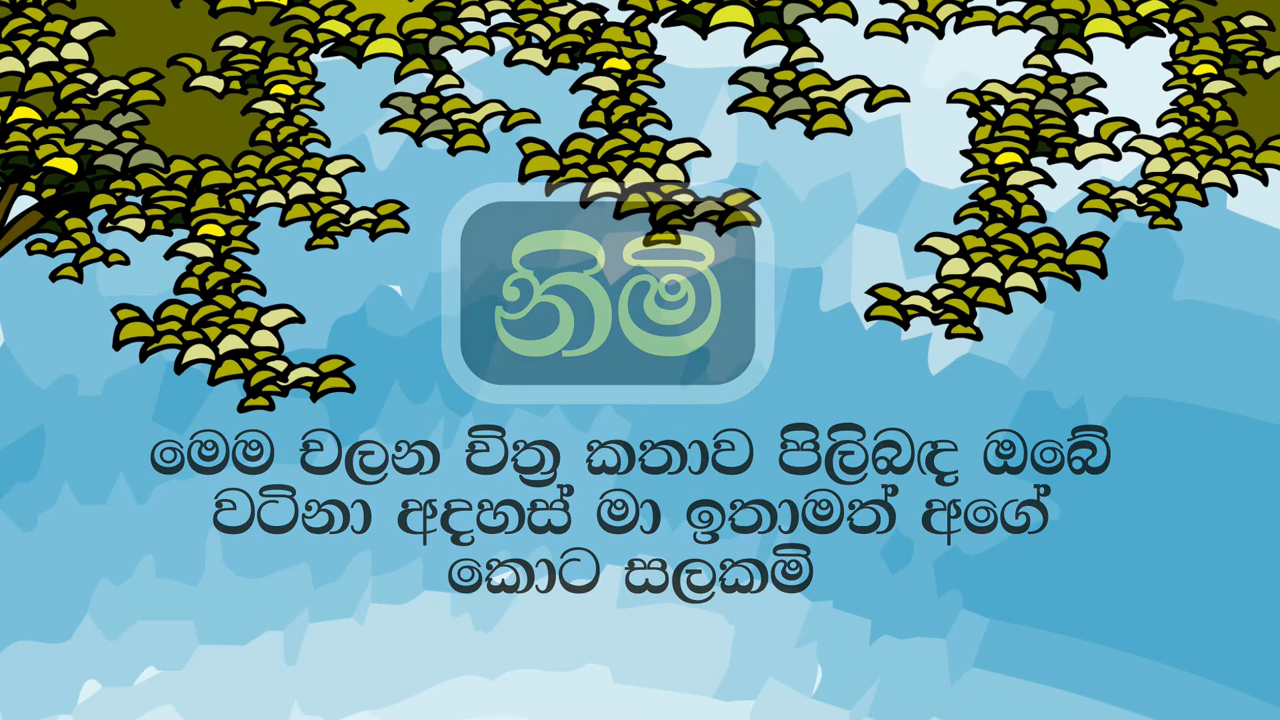 නිමි
මෙම චලන චිත්‍ර කතාව පිලිබඳ ඔබේ
වටිනා අදහස් මා ඉතාමත් අගේ
කොට සලකමි